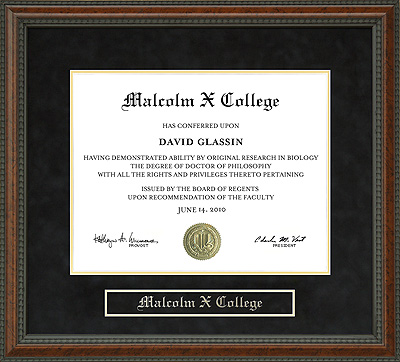 Malcolm X College
HAS CONFERRED UPON
DAVID GLASSIN
HAVING DEMONSTRATED ABILITY BY ORIGINAL RESEARCH IN BIOLOGY
THE DEGREE OF DOCTOR OF PHILOSOPHY
WITH ALL THE RIGHTS AND PRIVILEGES THERETO PERTAINING
ISSUED BY THE BOARD OF REGENTS
UPON RECOMMENDATION OF THE FACULTY
JUNE 14, 2010
PROVOST
PRESIDENT
Malcolm X College